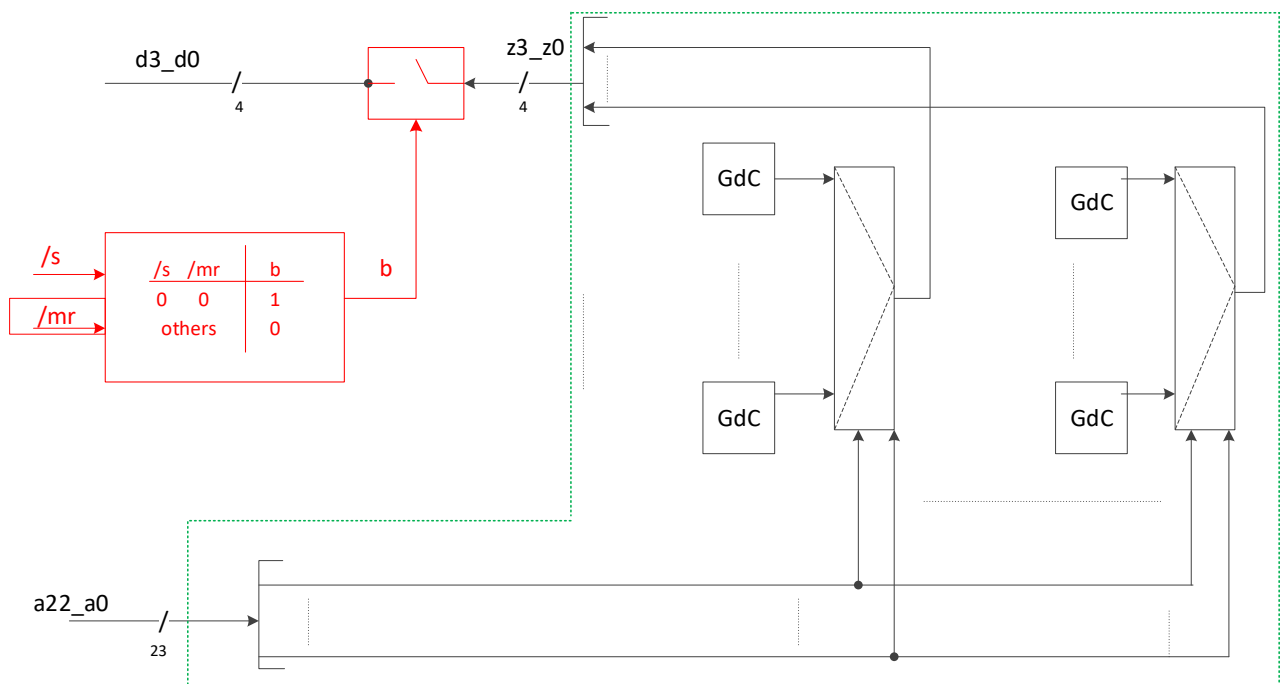 d3_d0
4
z3_z0
4
GdC
GdC
/s
/s /mr b
0 0 1
others 0
b
/mr
GdC
GdC
a22_a0
23